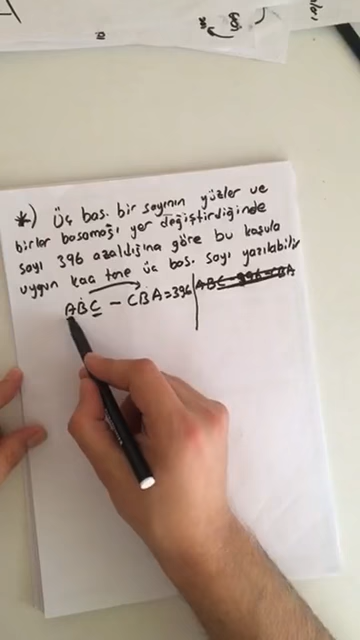 *) Üç bas. bir sayının yüzler ve
birler basamağı yer değiştirdiğinde
sayı 396 azaldığına göre bu koşula
uygun kaç tane üç bas. sayı yazılabilir
ABC - CBA = 396